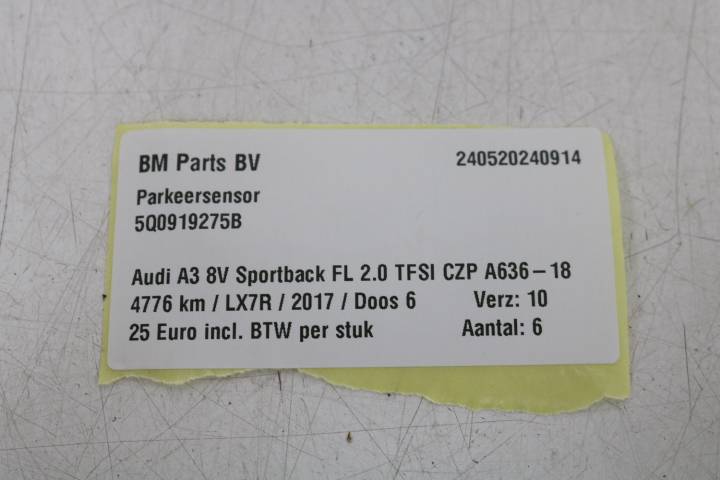 BM Parts BV 240520240914
Parkeersensor
5Q0919275B
Audi A3 8V Sportback FL 2.0 TFSI CZP A636-18
4776 km / LX7R / 2017 / Doos 6 Verz: 10
25 Euro incl. BTW per stuk Aantal: 6